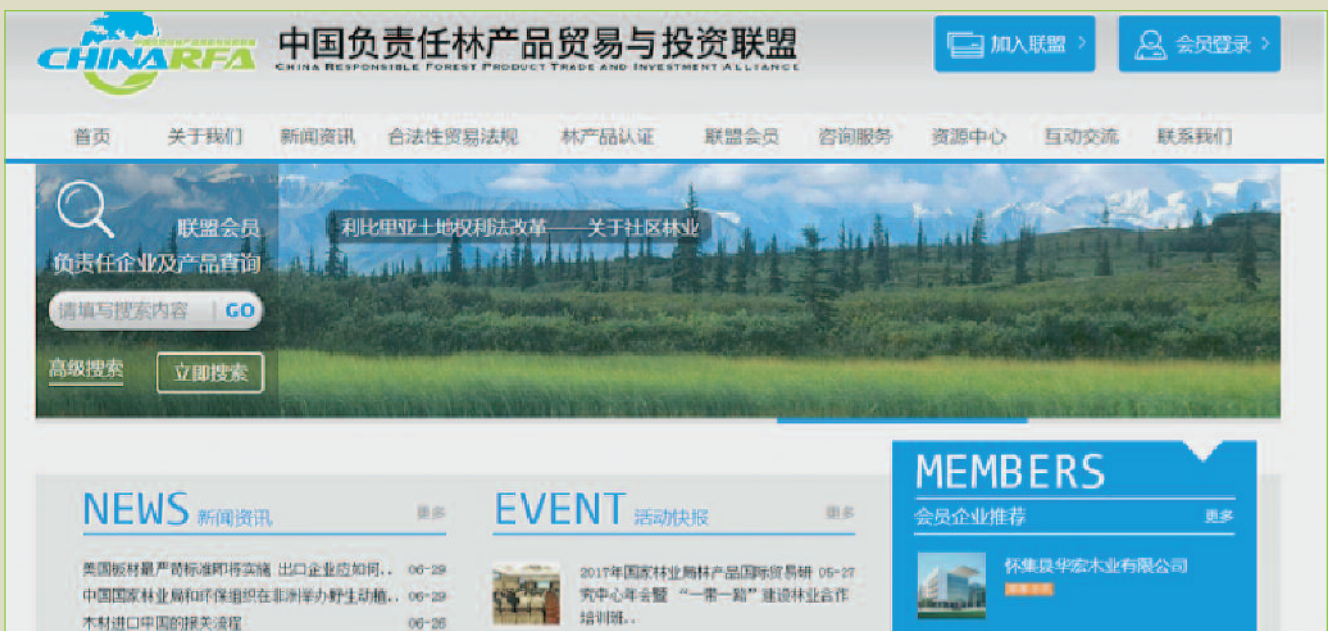 CHINARFA
中国负责任林产品贸易与投资联盟
CHINA RESPONSIBLE FOREST PRODUCT TRADE AND INVESTMENT ALLIANCE
加入联盟 >
会员登录 >
首页 关于我们 新闻资讯 合法性贸易法规 林产品认证 联盟会员 咨询服务 资源中心 互动交流 联系我们
联盟会员
负责任企业及产品查询
请填写搜索内容 | GO
高级搜索 立即搜索
利比里亚土地权利法改革——关于社区林业
NEWS 新闻资讯 更多
美国板材最严苛标准即将实施 出口企业应如何.. 06-29
中国国家林业局和环保组织在非洲举办野生动植.. 06-29
木材进口中国的报关流程 06-26
EVENT 活动快报 更多
2017年国家林业局林产品国际贸易研 05-27
究中心年会暨 “一带一路”建设林业合作
培训班..
MEMBERS
会员企业推荐 更多
怀集县华宏木业有限公司